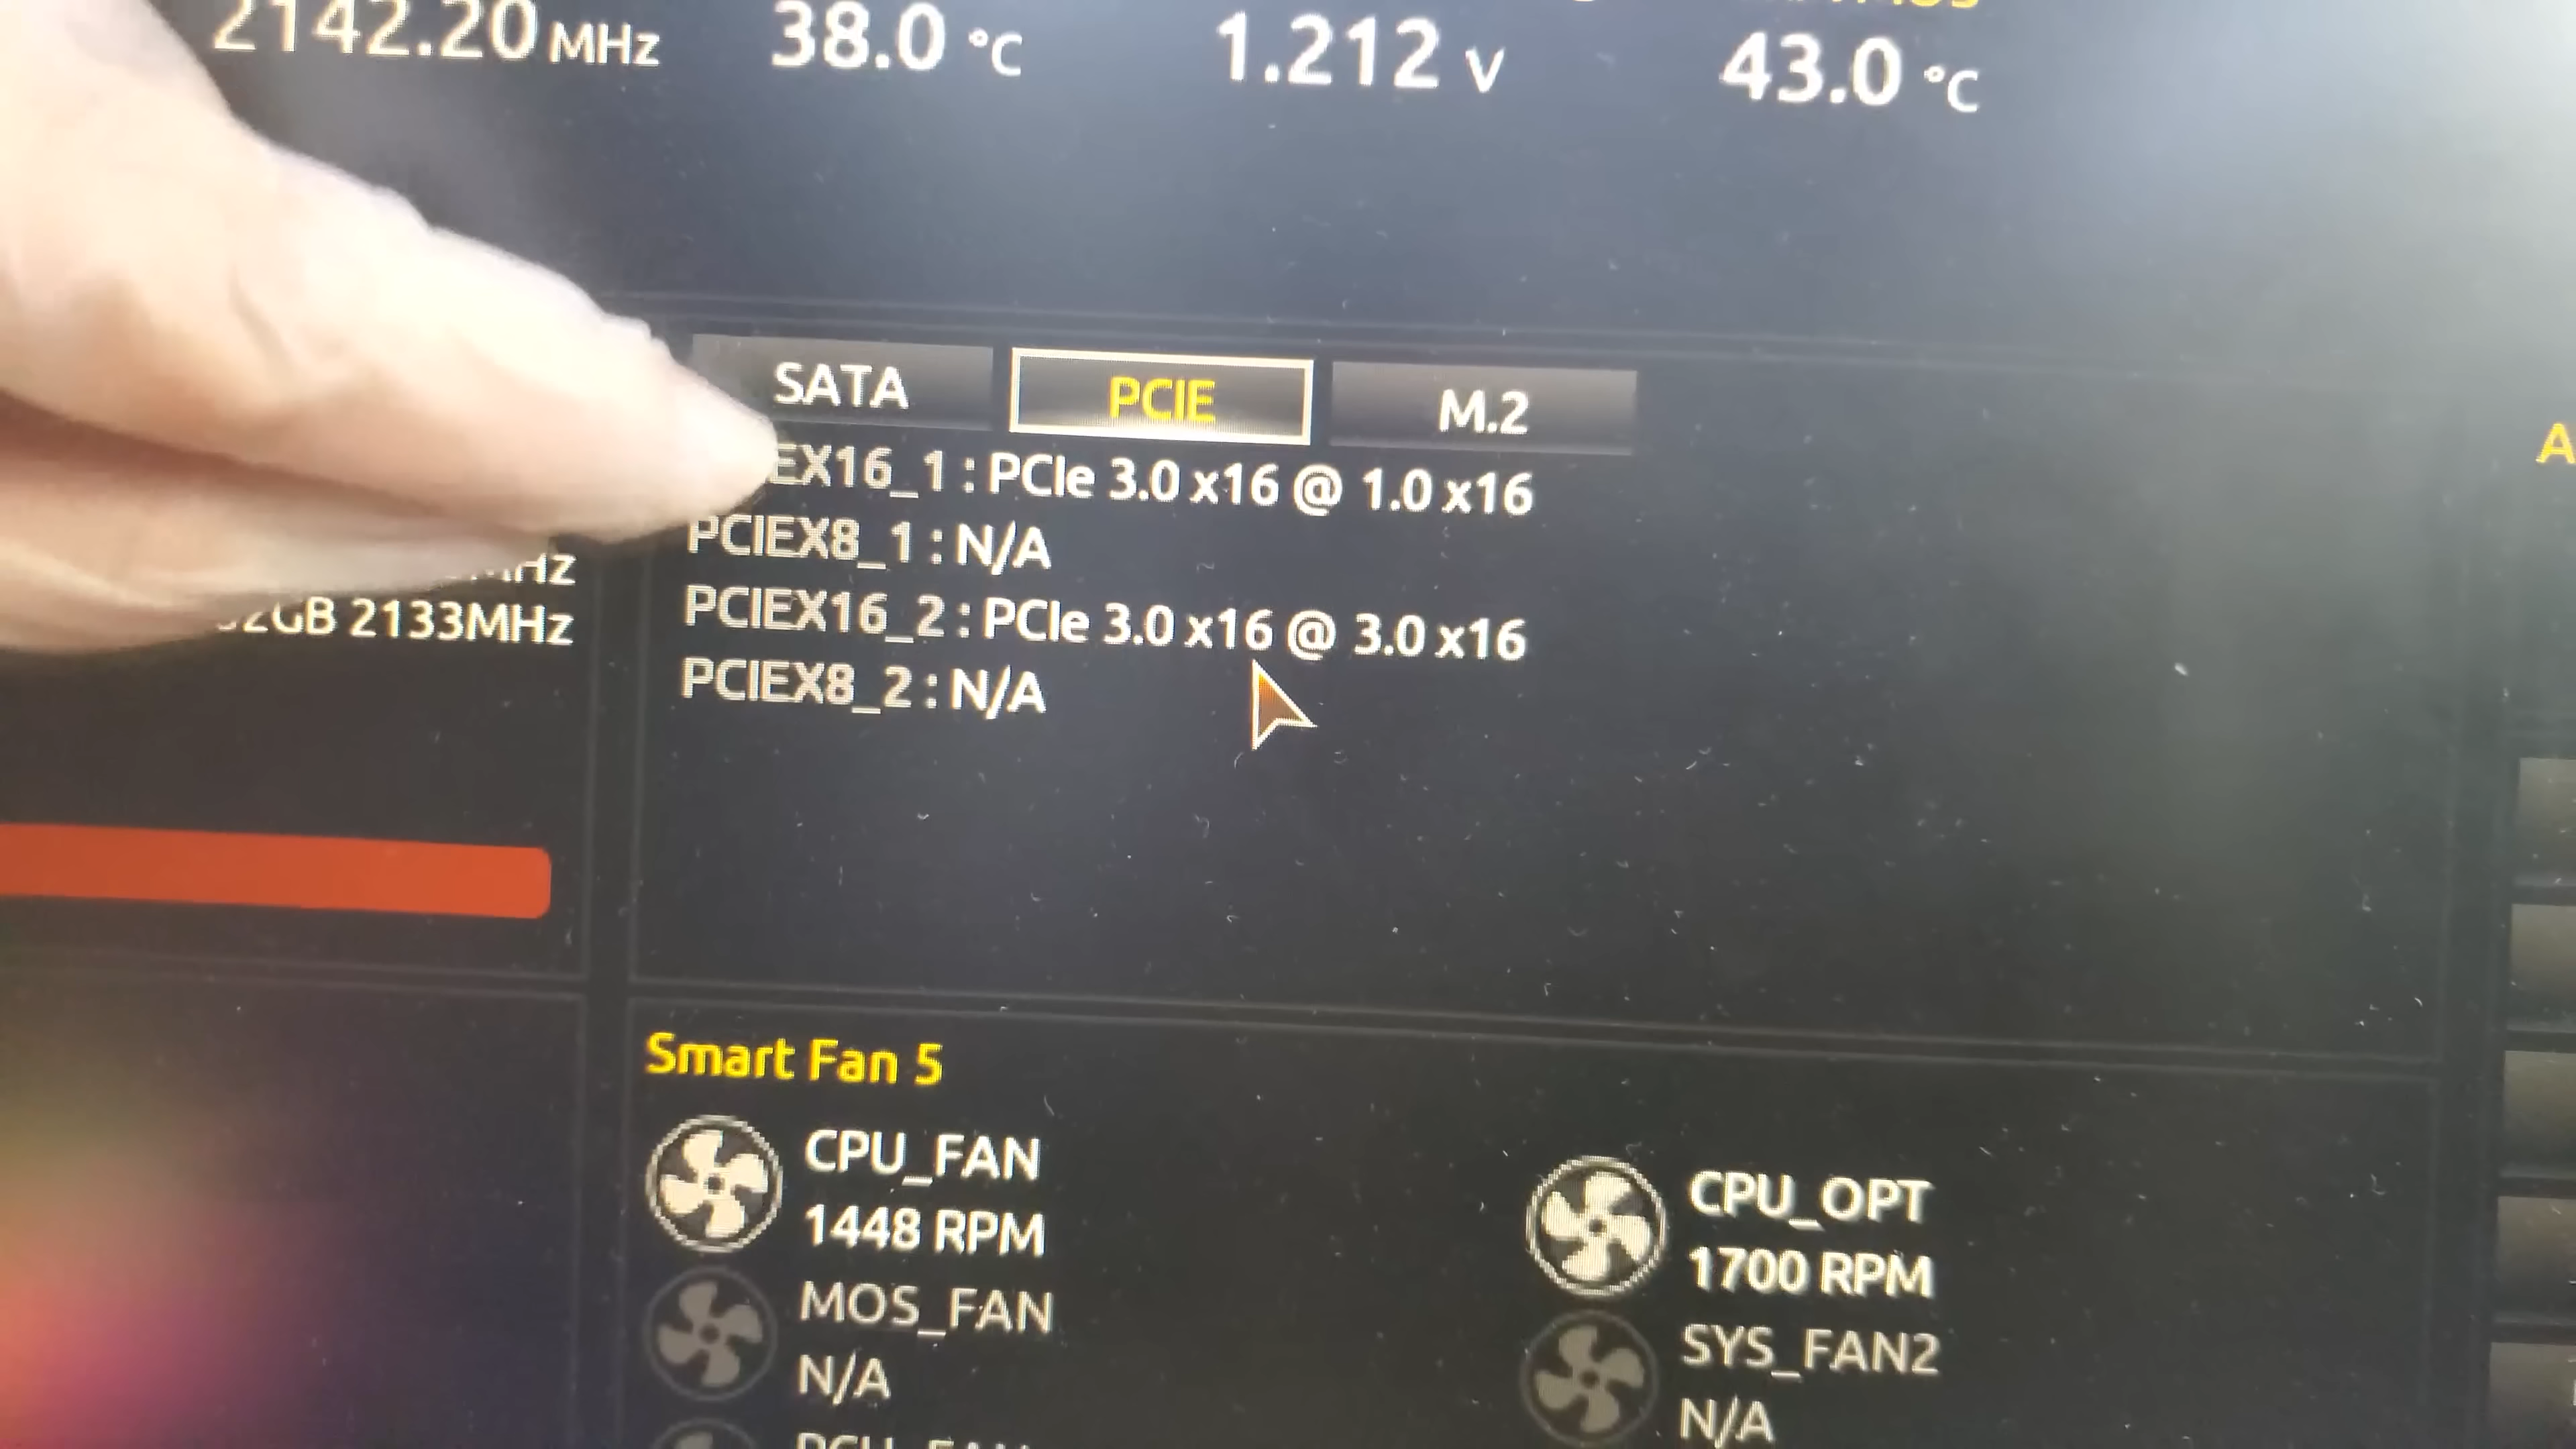 2142.20 MHz 38.0 °C 1.212 V 43.0 °C
SATA PCIE M.2
EX16_1 : PCIe 3.0 x16 @ 1.0 x16
PCIEX8_1 : N/A
PCIEX16_2 : PCIe 3.0 x16 @ 3.0 x16
PCIEX8_2 : N/A
Hz
2GB 2133MHz
Smart Fan 5
CPU_FAN
1448 RPM
CPU_OPT
1700 RPM
MOS_FAN
N/A
SYS_FAN2
N/A